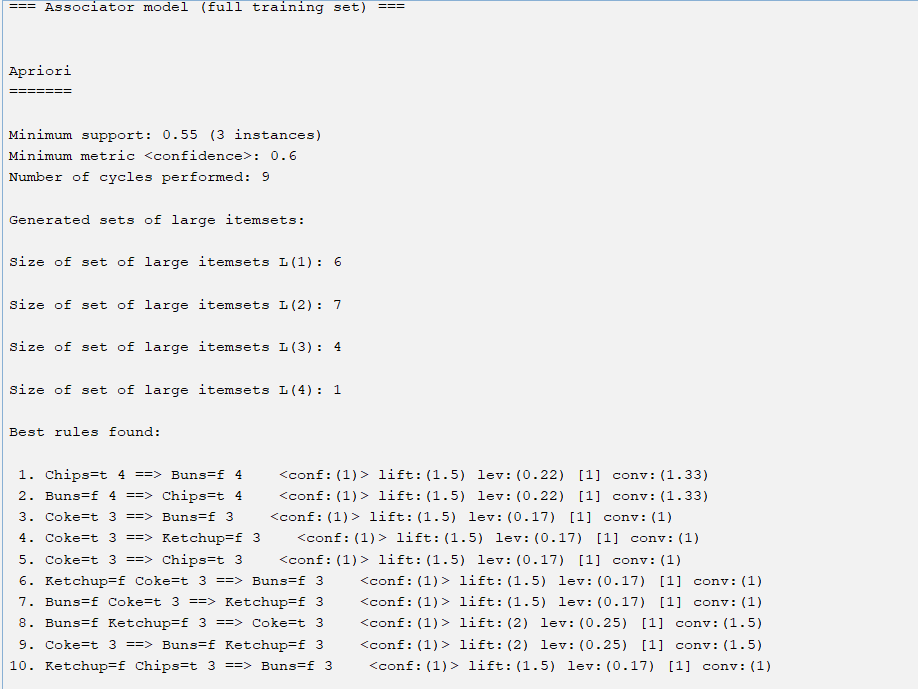 === Associator model (full training set) ===
Apriori
=======
Minimum support: 0.55 (3 instances)
Minimum metric <confidence>: 0.6
Number of cycles performed: 9
Generated sets of large itemsets:
Size of set of large itemsets L(1): 6
Size of set of large itemsets L(2): 7
Size of set of large itemsets L(3): 4
Size of set of large itemsets L(4): 1
Best rules found:
1. Chips=t 4 ==> Buns=f 4    <conf:(1)> lift:(1.5) lev:(0.22) [1] conv:(1.33)
2. Buns=f 4 ==> Chips=t 4    <conf:(1)> lift:(1.5) lev:(0.22) [1] conv:(1.33)
3. Coke=t 3 ==> Buns=f 3    <conf:(1)> lift:(1.5) lev:(0.17) [1] conv:(1)
4. Coke=t 3 ==> Ketchup=f 3    <conf:(1)> lift:(1.5) lev:(0.17) [1] conv:(1)
5. Coke=t 3 ==> Chips=t 3    <conf:(1)> lift:(1.5) lev:(0.17) [1] conv:(1)
6. Ketchup=f Coke=t 3 ==> Buns=f 3    <conf:(1)> lift:(1.5) lev:(0.17) [1] conv:(1)
7. Buns=f Coke=t 3 ==> Ketchup=f 3    <conf:(1)> lift:(1.5) lev:(0.17) [1] conv:(1)
8. Buns=f Ketchup=f 3 ==> Coke=t 3    <conf:(1)> lift:(2) lev:(0.25) [1] conv:(1.5)
9. Coke=t 3 ==> Buns=f Ketchup=f 3    <conf:(1)> lift:(2) lev:(0.25) [1] conv:(1.5)
10. Ketchup=f Chips=t 3 ==> Buns=f 3    <conf:(1)> lift:(1.5) lev:(0.17) [1] conv:(1)